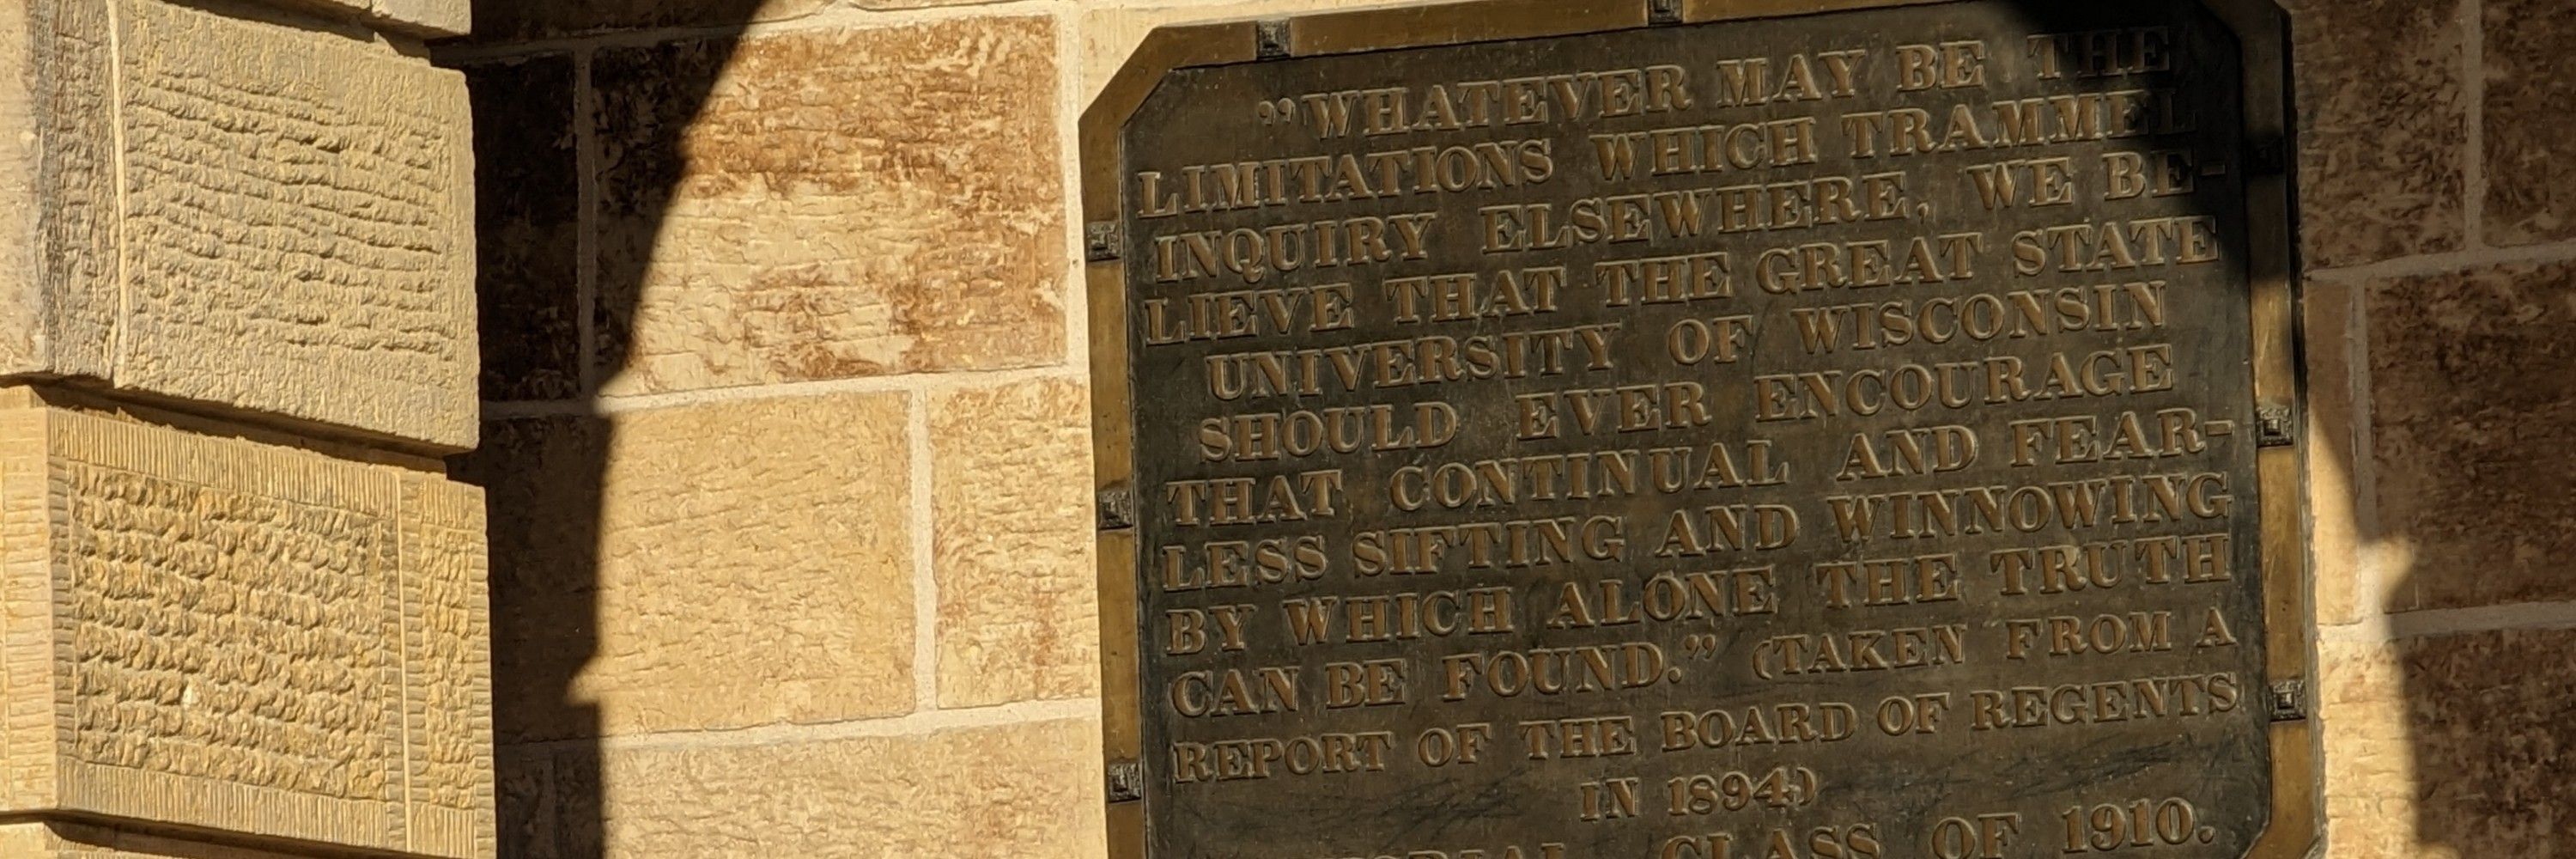 "WHATEVER MAY BE THE
LIMITATIONS WHICH TRAMMEL
INQUIRY ELSEWHERE, WE BE-
LIEVE THAT THE GREAT STATE
UNIVERSITY OF WISCONSIN
SHOULD EVER ENCOURAGE
THAT CONTINUAL AND FEAR-
LESS SIFTING AND WINNOWING
BY WHICH ALONE THE TRUTH
CAN BE FOUND." (TAKEN FROM A
REPORT OF THE BOARD OF REGENTS
IN 1894)
CLASS OF 1910.